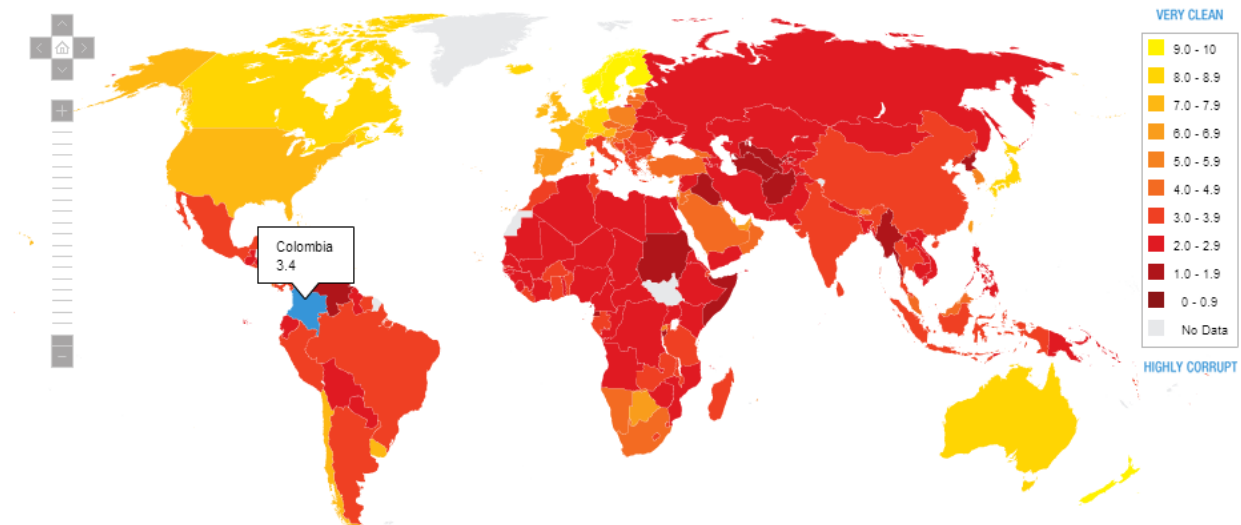 VERY CLEAN
9.0 - 10
8.0 - 8.9
7.0 - 7.9
6.0 - 6.9
5.0 - 5.9
4.0 - 4.9
3.0 - 3.9
2.0 - 2.9
1.0 - 1.9
0 - 0.9
No Data
HIGHLY CORRUPT
Colombia
3.4